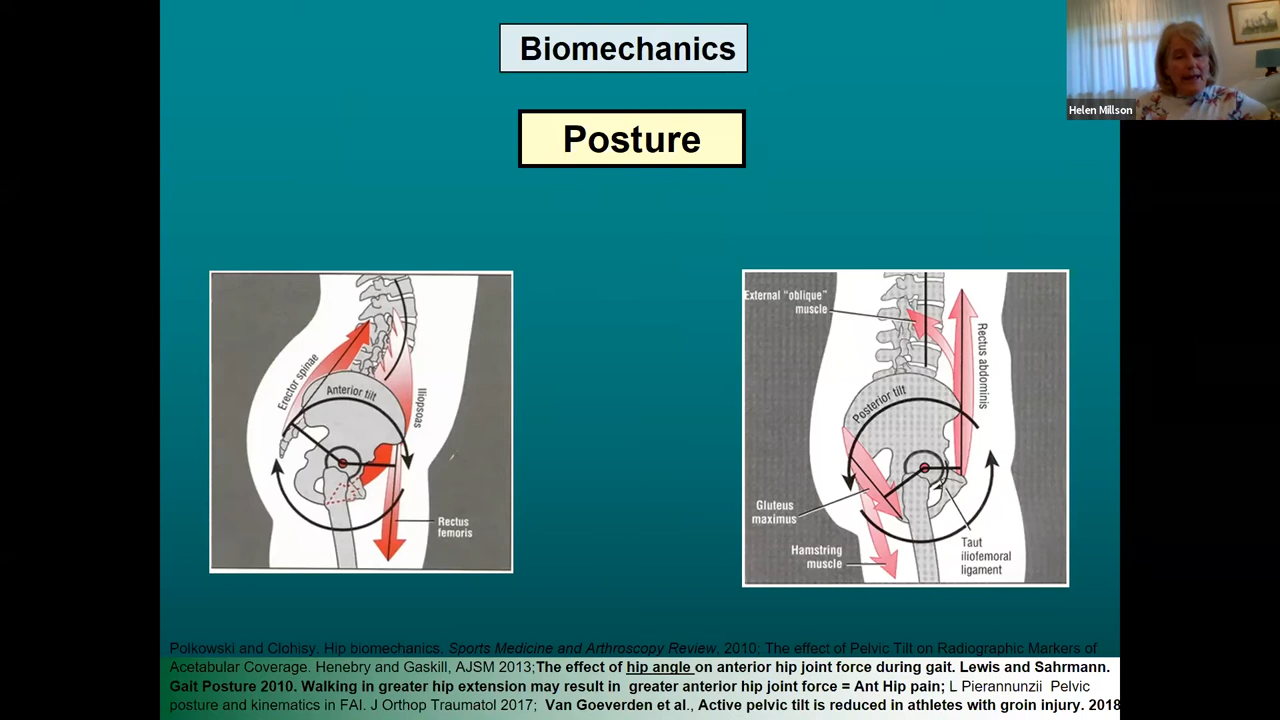 Biomechanics
Helen Millson
Posture
Erector spinae
Anterior tilt
Iliopsoas
Rectus
femoris
External "oblique"
muscle
Rectus abdominis
Posterior tilt
Gluteus
maximus
Hamstring
muscle
Taut
iliofemoral
ligament
Polkowski and Clohisy. Hip biomechanics. Sports Medicine and Arthroscopy Review, 2010; The effect of Pelvic Tilt on Radiographic Markers of
Acetabular Coverage. Henebry and Gaskill, AJSM 2013;The effect of hip angle on anterior hip joint force during gait. Lewis and Sahrmann.
Gait Posture 2010. Walking in greater hip extension may result in greater anterior hip joint force = Ant Hip pain; L Pierannunzii Pelvic
posture and kinematics in FAI. J Orthop Traumatol 2017; Van Goeverden et al., Active pelvic tilt is reduced in athletes with groin injury. 2018